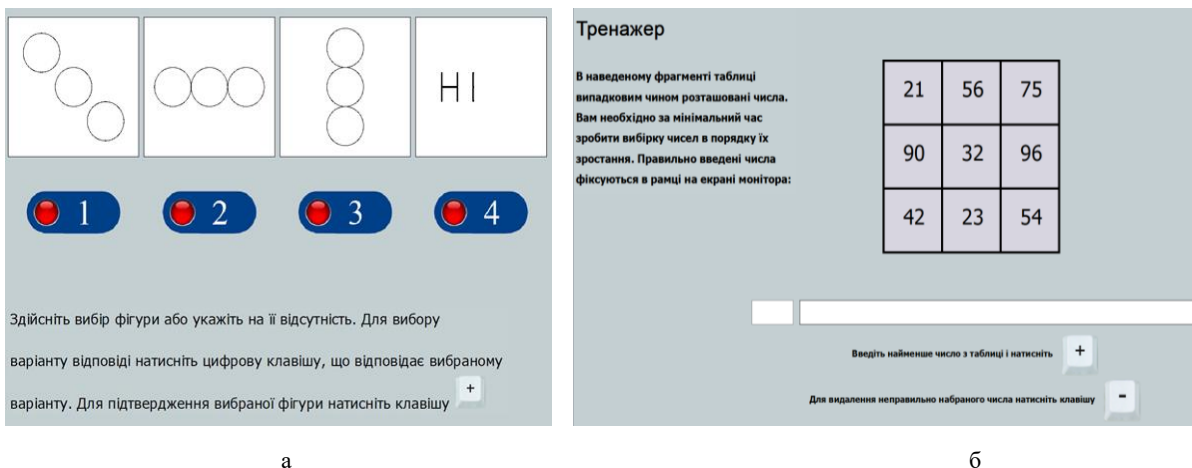 НІ
1
2
3
4
Здійсніть вибір фігури або укажіть на її відсутність. Для вибору
варіанту відповіді натисніть цифрову клавішу, що відповідає вибраному
варіанту. Для підтвердження вибраної фігури натисніть клавішу +
а
Тренажер
В наведеному фрагменті таблиці
випадковим чином розташовані числа.
Вам необхідно за мінімальний час
зробити вибірку чисел в порядку їх
зростання. Правильно введені числа
фіксуються в рамці на екрані монітора:
21 56 75
90 32 96
42 23 54
Введіть найменше число з таблиці і натисніть +
Для видалення неправильно набраного числа натисніть клавішу -
б